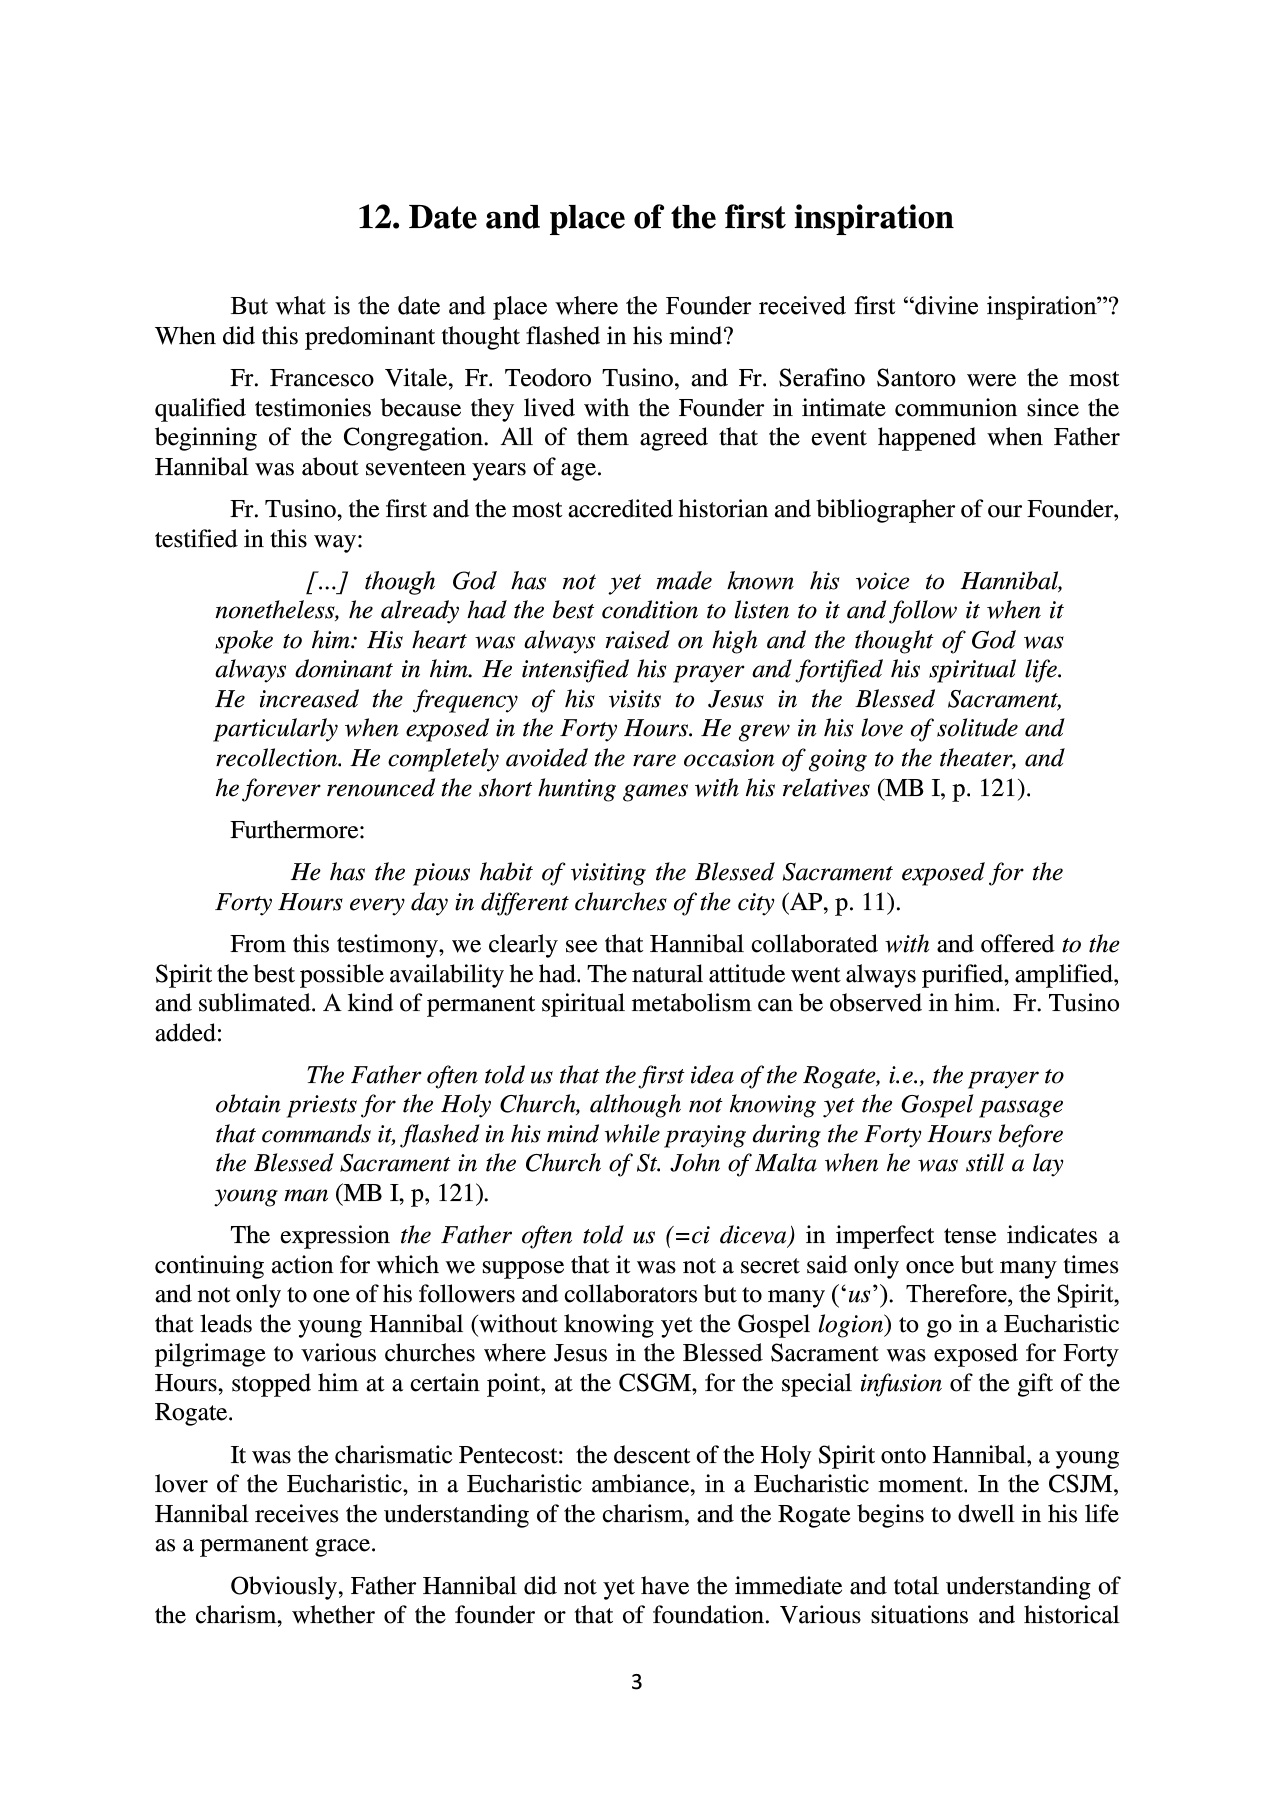 12. Date and place of the first inspiration
But what is the date and place where the Founder received first “divine inspiration”?
When did this predominant thought flashed in his mind?
Fr. Francesco Vitale, Fr. Teodoro Tusino, and Fr. Serafino Santoro were the most
qualified testimonies because they lived with the Founder in intimate communion since the
beginning of the Congregation. All of them agreed that the event happened when Father
Hannibal was about seventeen years of age.
Fr. Tusino, the first and the most accredited historian and bibliographer of our Founder,
testified in this way:
[...] though God has not yet made known his voice to Hannibal,
nonetheless, he already had the best condition to listen to it and follow it when it
spoke to him: His heart was always raised on high and the thought of God was
always dominant in him. He intensified his prayer and fortified his spiritual life.
He increased the frequency of his visits to Jesus in the Blessed Sacrament,
particularly when exposed in the Forty Hours. He grew in his love of solitude and
recollection. He completely avoided the rare occasion of going to the theater, and
he forever renounced the short hunting games with his relatives (MB I, p. 121).
Furthermore:
He has the pious habit of visiting the Blessed Sacrament exposed for the
Forty Hours every day in different churches of the city (AP, p. 11).
From this testimony, we clearly see that Hannibal collaborated with and offered to the
Spirit the best possible availability he had. The natural attitude went always purified, amplified,
and sublimated. A kind of permanent spiritual metabolism can be observed in him.  Fr. Tusino
added:
The Father often told us that the first idea of the Rogate, i.e., the prayer to
obtain priests for the Holy Church, although not knowing yet the Gospel passage
that commands it, flashed in his mind while praying during the Forty Hours before
the Blessed Sacrament in the Church of St. John of Malta when he was still a lay
young man (MB I, p, 121).
The expression the Father often told us (=ci diceva) in imperfect tense indicates a
continuing action for which we suppose that it was not a secret said only once but many times
and not only to one of his followers and collaborators but to many (‘us’).  Therefore, the Spirit,
that leads the young Hannibal (without knowing yet the Gospel logion) to go in a Eucharistic
pilgrimage to various churches where Jesus in the Blessed Sacrament was exposed for Forty
Hours, stopped him at a certain point, at the CSGM, for the special infusion of the gift of the
Rogate.
It was the charismatic Pentecost:  the descent of the Holy Spirit onto Hannibal, a young
lover of the Eucharistic, in a Eucharistic ambiance, in a Eucharistic moment. In the CSJM,
Hannibal receives the understanding of the charism, and the Rogate begins to dwell in his life
as a permanent grace.
Obviously, Father Hannibal did not yet have the immediate and total understanding of
the charism, whether of the founder or that of foundation. Various situations and historical
3